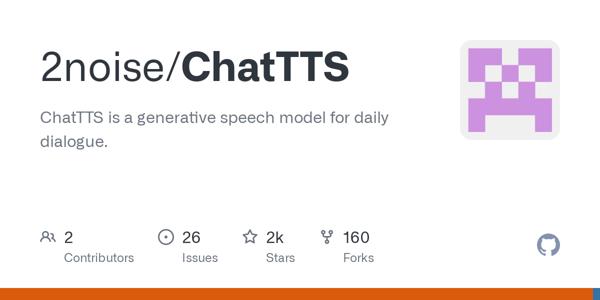 2noise/ChatTTS
ChatTTS is a generative speech model for daily
dialogue.
2
Contributors
26
Issues
2k
Stars
160
Forks